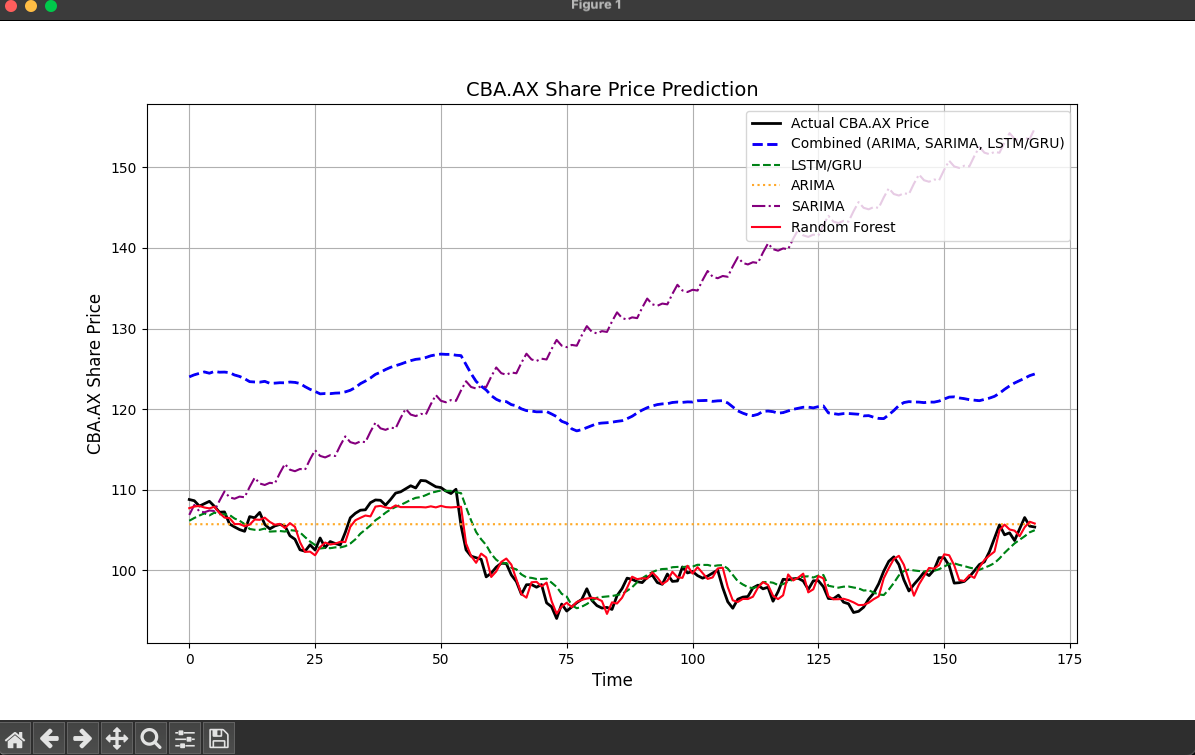 Figure 1
CBA.AX Share Price Prediction
Actual CBA.AX Price
Combined (ARIMA, SARIMA, LSTM/GRU)
LSTM/GRU
ARIMA
SARIMA
Random Forest
CBA.AX Share Price
150
140
130
120
110
100
0 25 50 75 100 125 150 175
Time